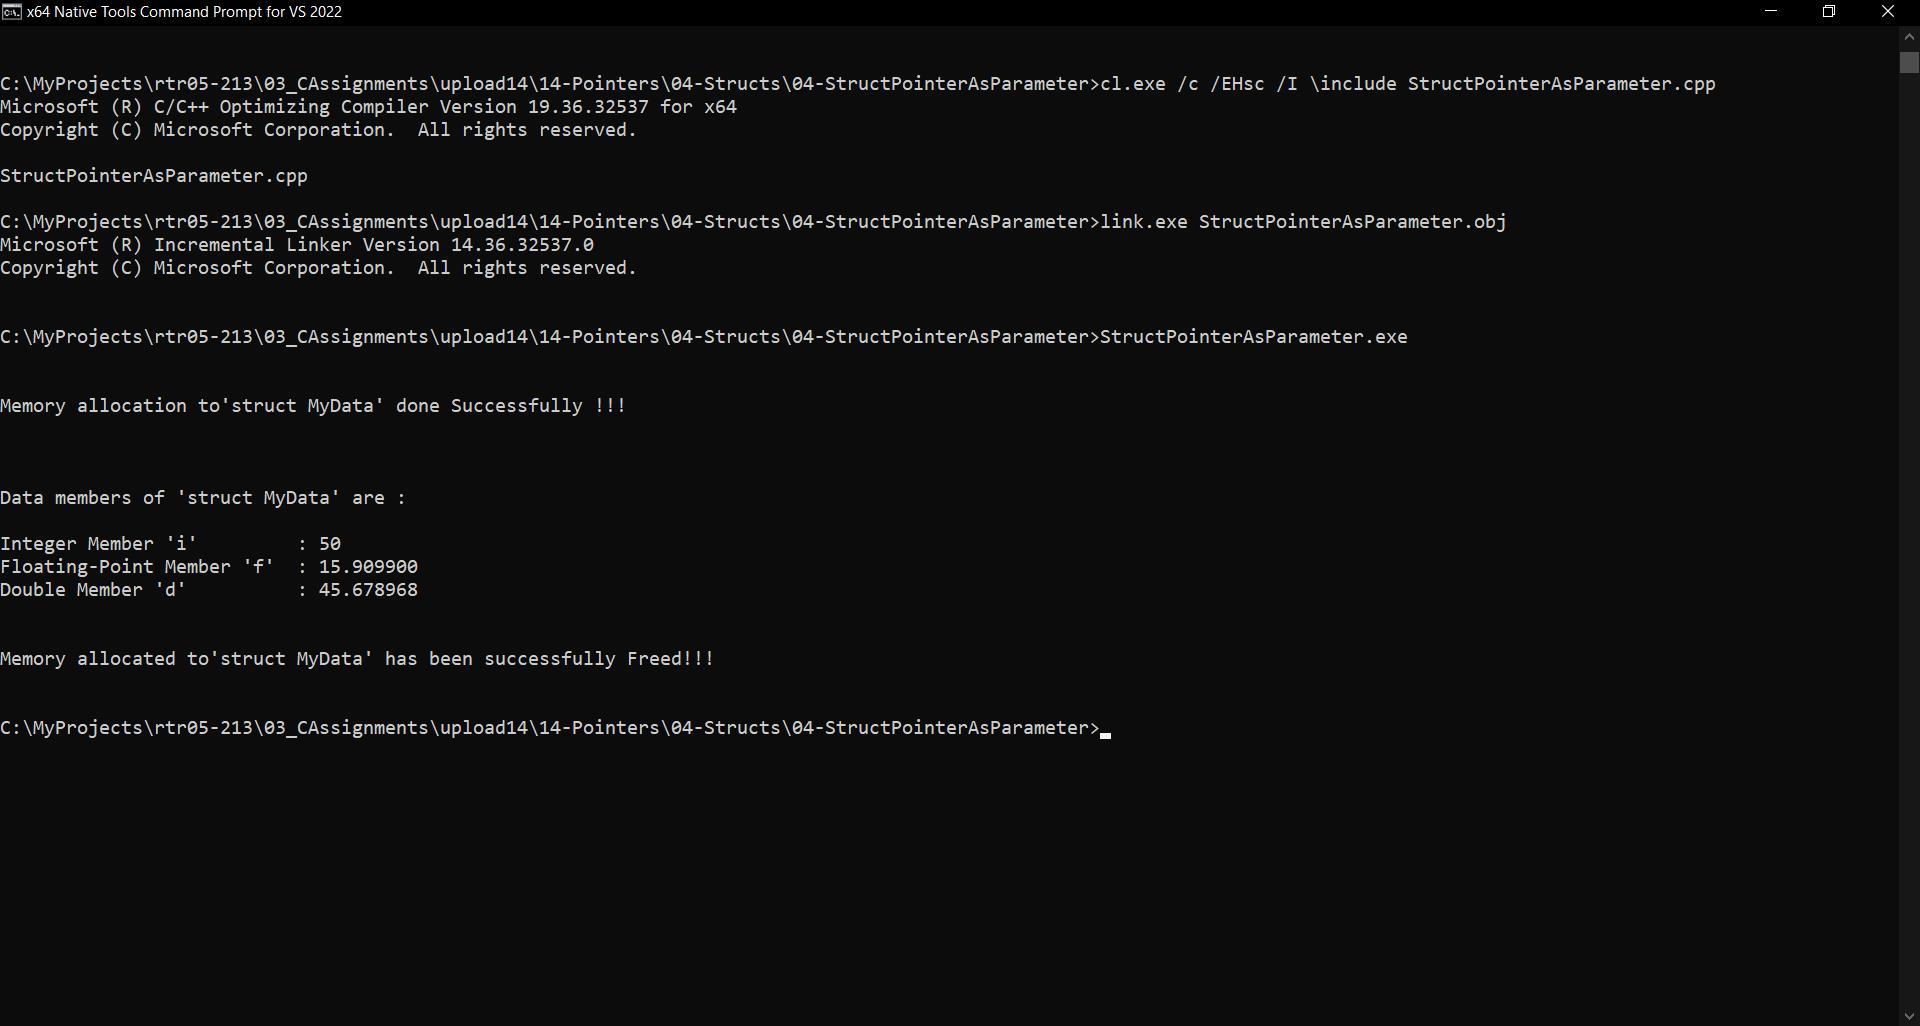 x64 Native Tools Command Prompt for VS 2022
C:\MyProjects\rtr05-213\03_CAssignments\upload14\14-Pointers\04-Structs\04-StructPointerAsParameter>cl.exe /c /EHsc /I \include StructPointerAsParameter.cpp
Microsoft (R) C/C++ Optimizing Compiler Version 19.36.32537 for x64
Copyright (C) Microsoft Corporation.  All rights reserved.
StructPointerAsParameter.cpp
C:\MyProjects\rtr05-213\03_CAssignments\upload14\14-Pointers\04-Structs\04-StructPointerAsParameter>link.exe StructPointerAsParameter.obj
Microsoft (R) Incremental Linker Version 14.36.32537.0
Copyright (C) Microsoft Corporation.  All rights reserved.
C:\MyProjects\rtr05-213\03_CAssignments\upload14\14-Pointers\04-Structs\04-StructPointerAsParameter>StructPointerAsParameter.exe
Memory allocation to'struct MyData' done Successfully !!!
Data members of 'struct MyData' are :
Integer Member 'i'         : 50
Floating-Point Member 'f'  : 15.909900
Double Member 'd'          : 45.678968
Memory allocated to'struct MyData' has been successfully Freed!!!
C:\MyProjects\rtr05-213\03_CAssignments\upload14\14-Pointers\04-Structs\04-StructPointerAsParameter>